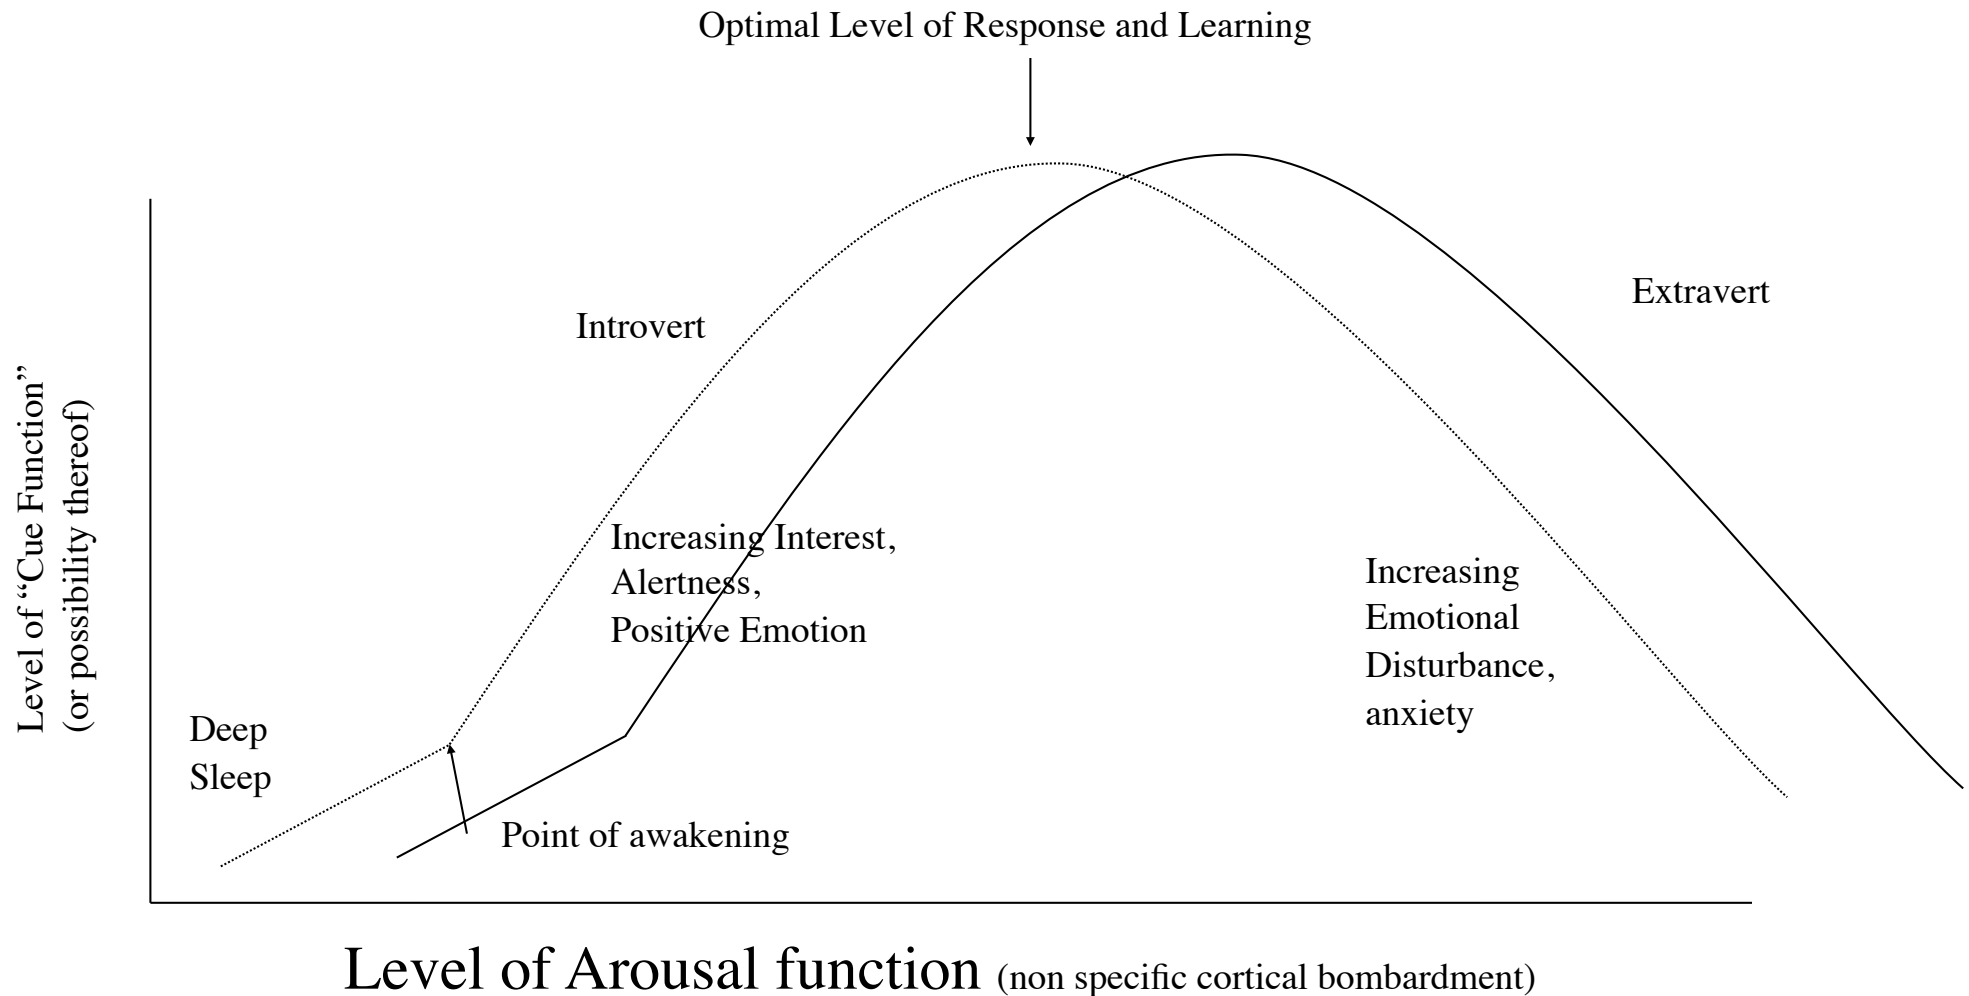 Optimal Level of Response and Learning
Extravert
Introvert
Level of “Cue Function”
(or possibility thereof)
Increasing Interest,
Alertness,
Positive Emotion
Increasing
Emotional
Disturbance,
anxiety
Deep
Sleep
Point of awakening
Level of Arousal function (non specific cortical bombardment)